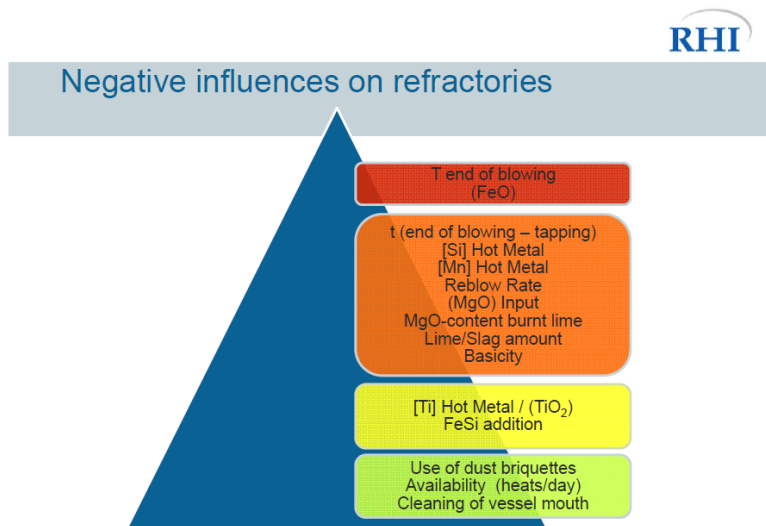 RHI
Negative influences on refractories
T end of blowing
(FeO)
t (end of blowing – tapping)
[Si] Hot Metal
[Mn] Hot Metal
Reblow Rate
(MgO) Input
MgO-content burnt lime
Lime/Slag amount
Basicity
[Ti] Hot Metal / (TiO₂)
FeSi addition
Use of dust briquettes
Availability (heats/day)
Cleaning of vessel mouth